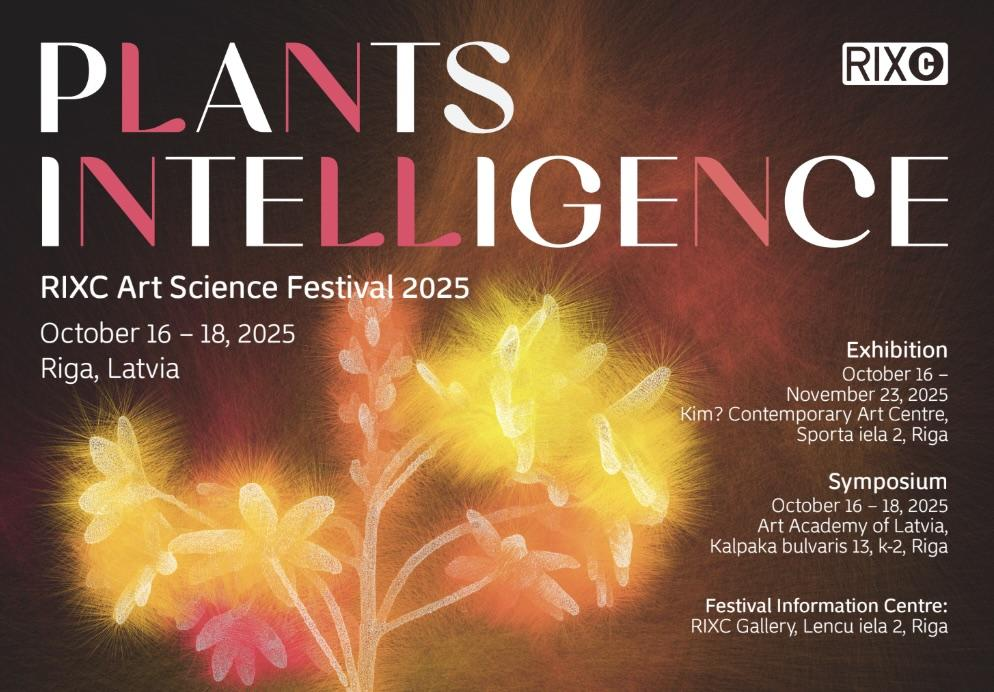 PLANTS
RIXC
INTELLIGENCE
RIXC Art Science Festival 2025
October 16 – 18, 2025
Riga, Latvia
Exhibition
October 16 –
November 23, 2025
Kim? Contemporary Art Centre,
Sporta iela 2, Riga
Symposium
October 16 – 18, 2025
Art Academy of Latvia,
Kalpaka bulvaris 13, k-2, Riga
Festival Information Centre:
RIXC Gallery, Lencu iela 2, Riga